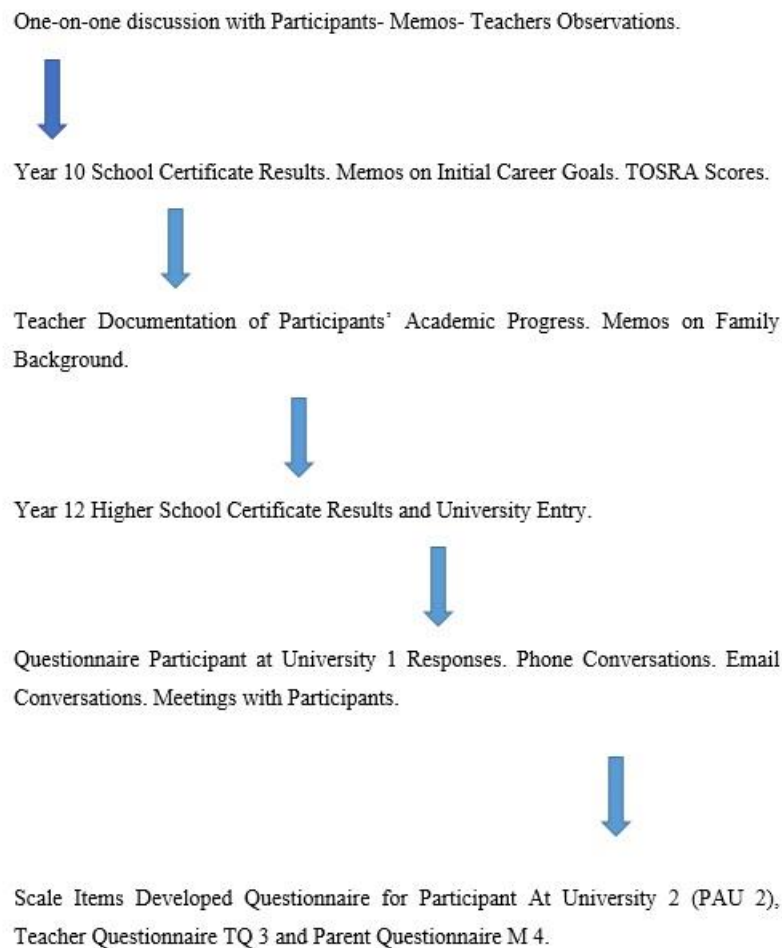 One-on-one discussion with Participants- Memos- Teachers Observations.
Year 10 School Certificate Results. Memos on Initial Career Goals. TOSRA Scores.
Teacher Documentation of Participants’ Academic Progress. Memos on Family
Background.
Year 12 Higher School Certificate Results and University Entry.
Questionnaire Participant at University 1 Responses. Phone Conversations. Email
Conversations. Meetings with Participants.
Scale Items Developed Questionnaire for Participant At University 2 (PAU 2),
Teacher Questionnaire TQ 3 and Parent Questionnaire M 4.